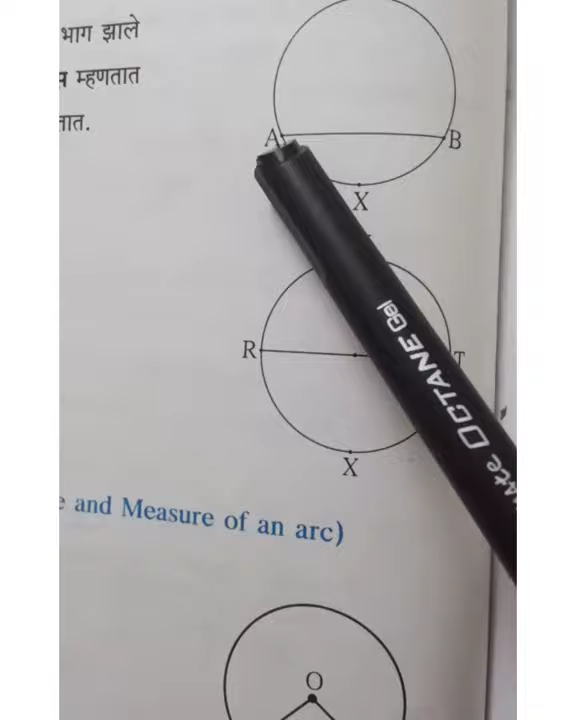 भाग झाले
म्हणतात
तात.
A
B
X
R
T
X
and Measure of an arc)
O
OCTANE Gel